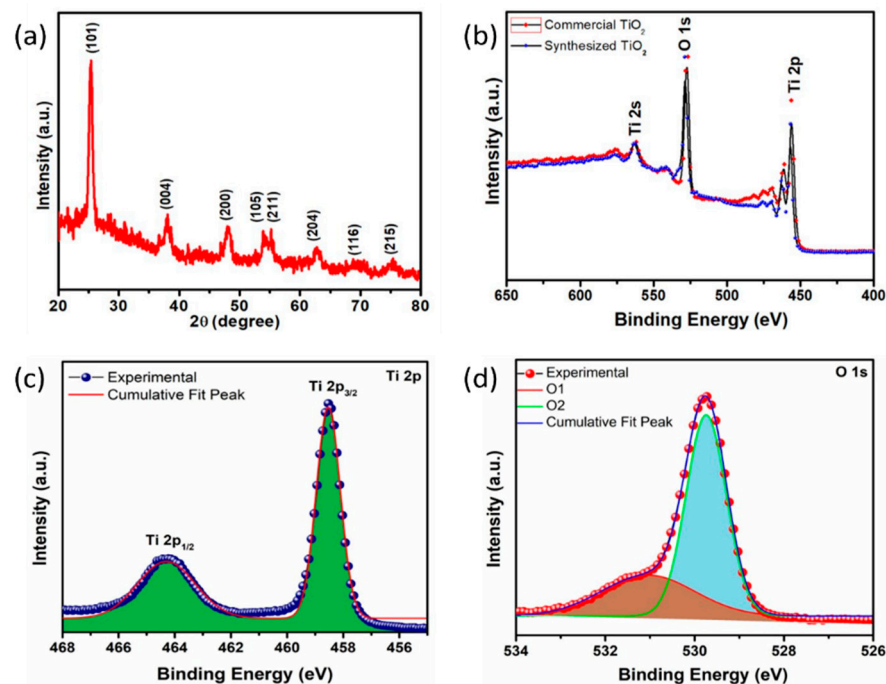 (a)
(101)
(004)
(200)
(105)
(211)
(204)
(116)
(215)
Intensity (a.u.)
20 30 40 50 60 70 80
2θ (degree)
(b)
Commercial TiO₂
Synthesized TiO₂
Ti 2s
O 1s
Ti 2p
Intensity (a.u.)
650 600 550 500 450 400
Binding Energy (eV)
(c)
Experimental
Cumulative Fit Peak
Ti 2p
Ti 2p₃/₂
Ti 2p₁/₂
Intensity (a.u.)
468 466 464 462 460 458 456
Binding Energy (eV)
(d)
Experimental
O1
O2
Cumulative Fit Peak
O 1s
Intensity (a.u.)
534 532 530 528 526
Binding Energy (eV)